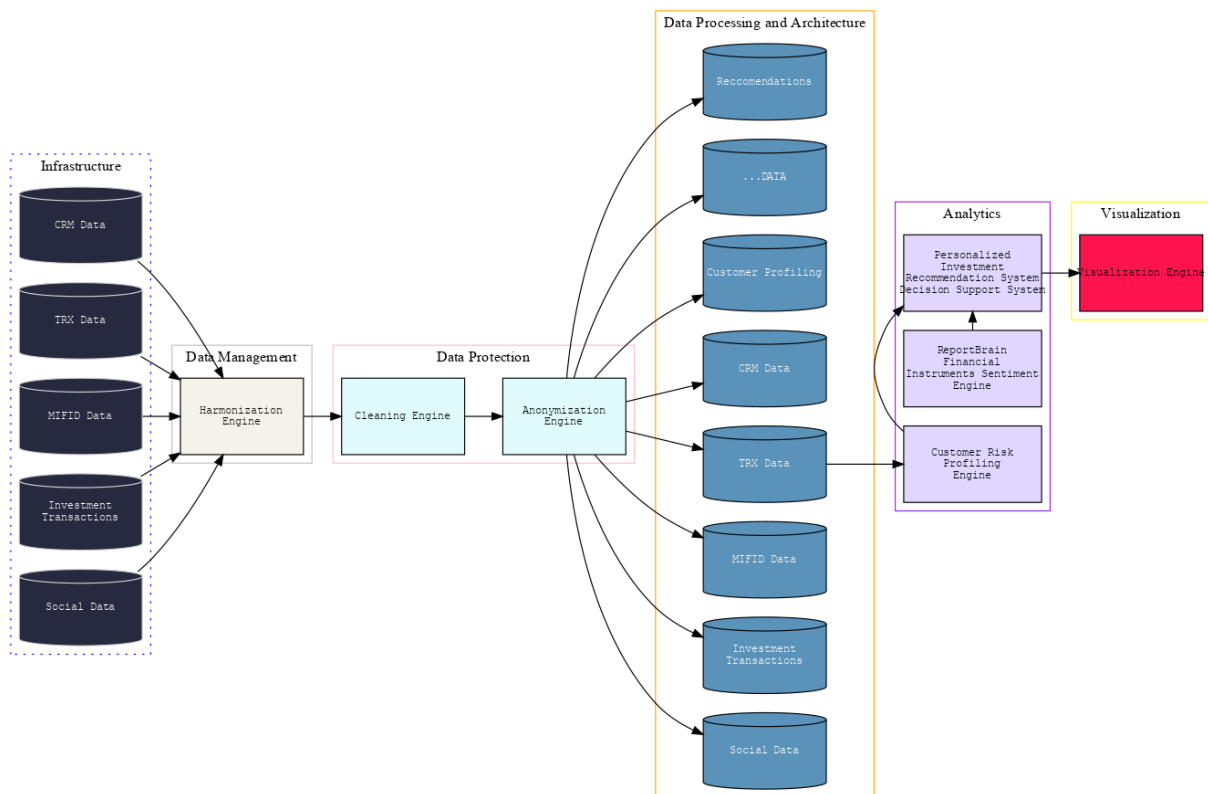 Infrastructure
CRM Data
TRX Data
MIFID Data
Investment
Transactions
Social Data
Data Management
Harmonization
Engine
Data Protection
Cleaning Engine
Anonymization
Engine
Data Processing and Architecture
Reccomendations
...DATA
Customer Profiling
CRM Data
TRX Data
MIFID Data
Investment
Transactions
Social Data
Analytics
Personalized
Investment
Recommendation System
Decision Support System
ReportBrain
Financial
Instruments Sentiment
Engine
Customer Risk
Profiling
Engine
Visualization
Visualization Engine